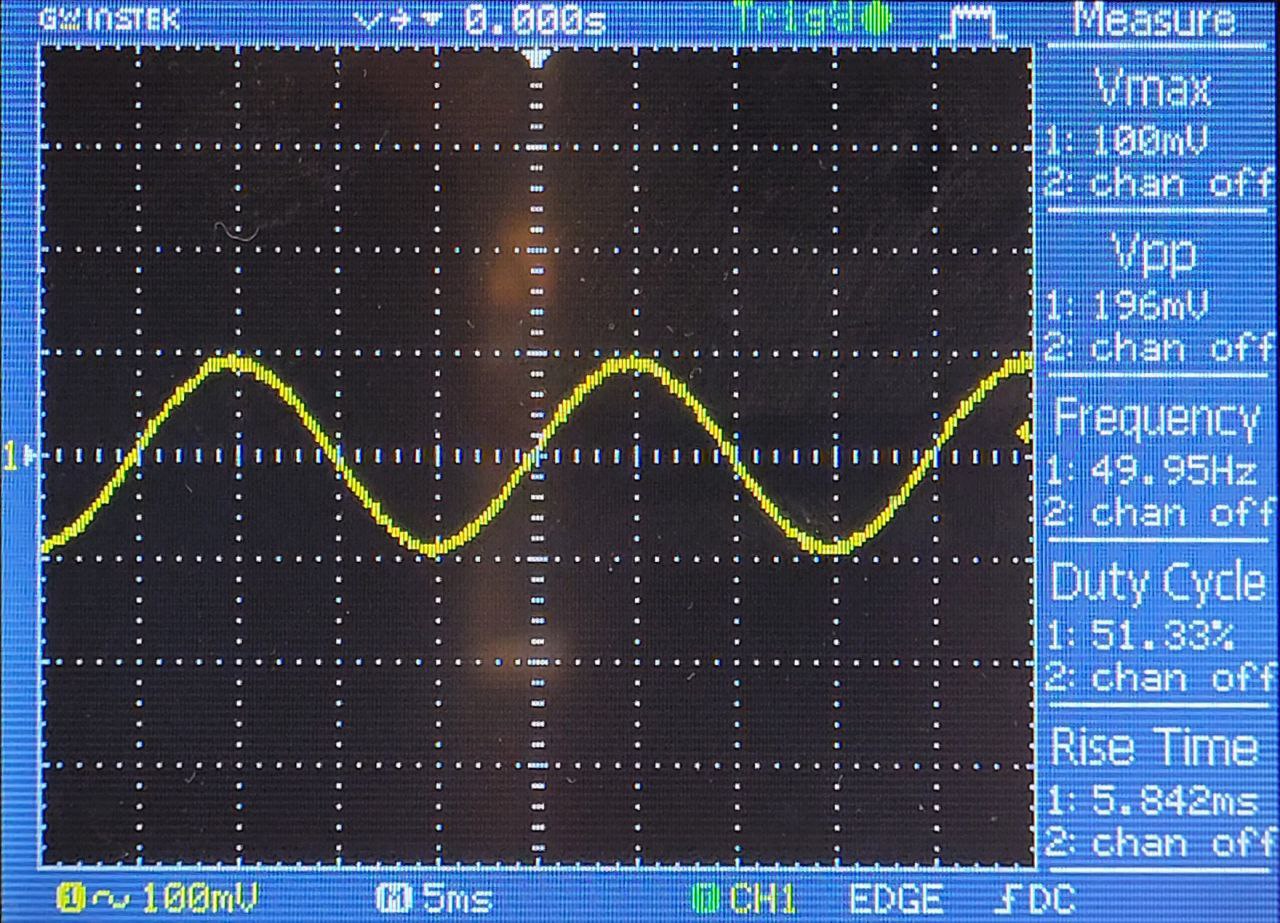 GWINSTEK 0.000s Trig'd Measure
Vmax
1: 100mV
2: chan off
Vpp
1: 196mV
2: chan off
Frequency
1: 49.95Hz
2: chan off
Duty Cycle
1: 51.33%
2: chan off
Rise Time
1: 5.842ms
2: chan off
1
1 ~ 100mV M 5ms T CH1 EDGE DC